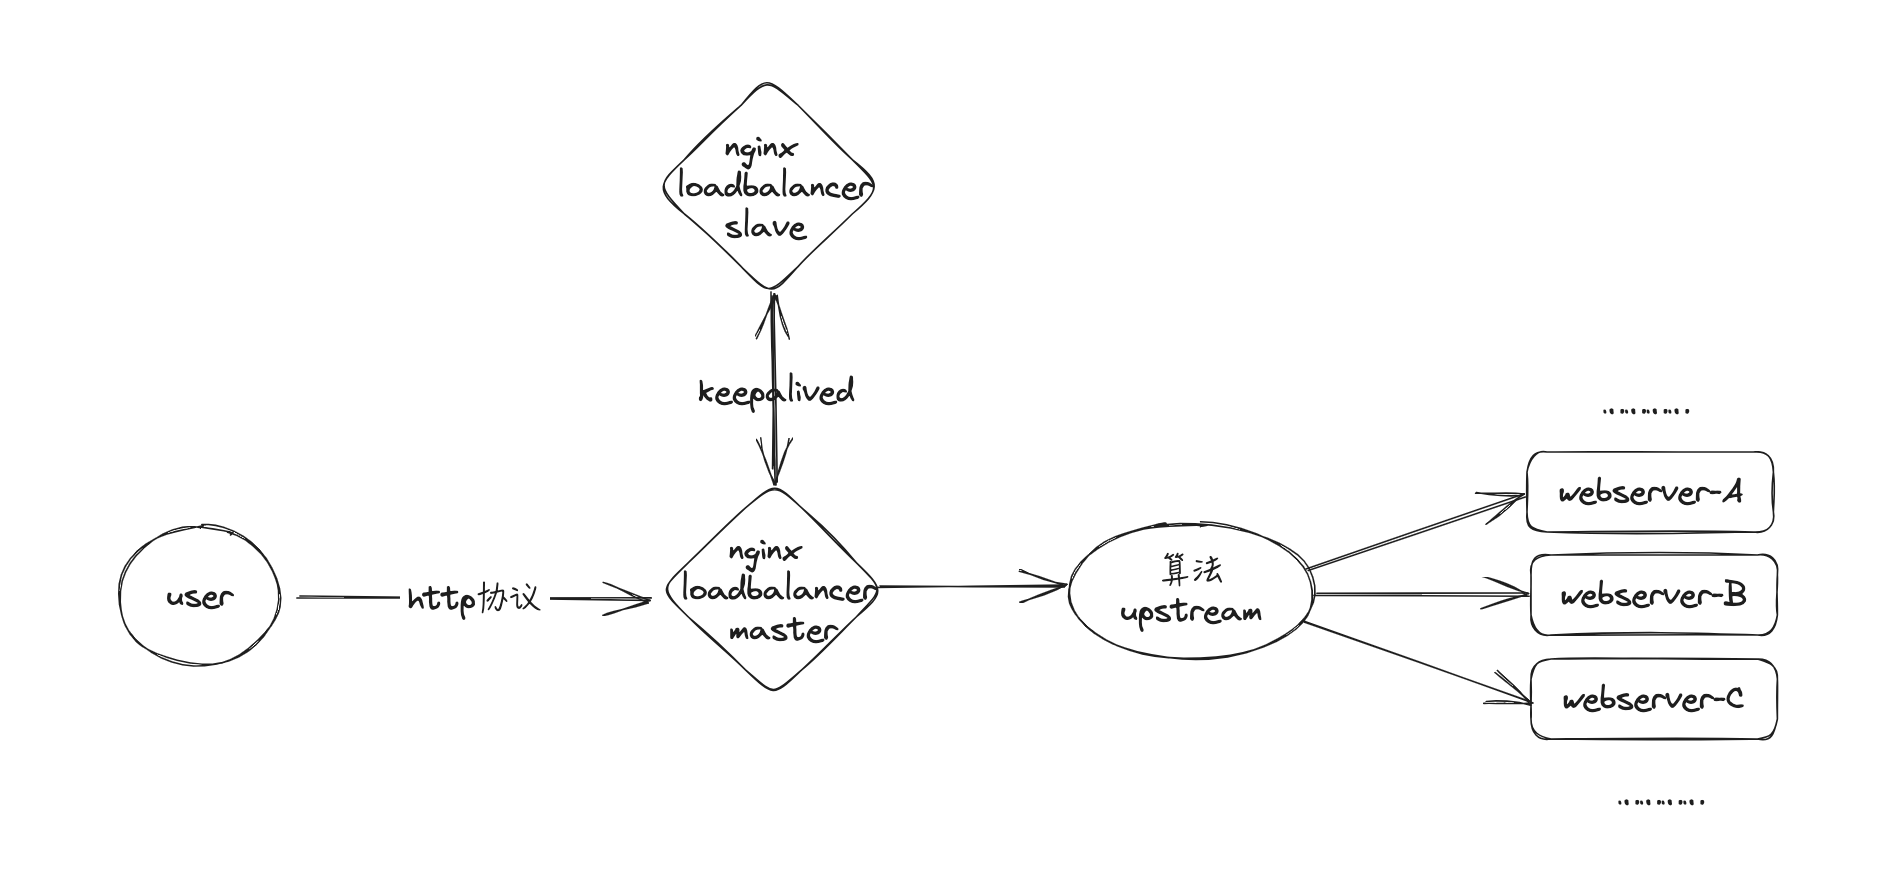 nginx
loadbalancer
slave
keepalived
user
http协议
nginx
loadbalancer
master
算法
upstream
..........
webserver-A
webserver-B
webserver-C
..........